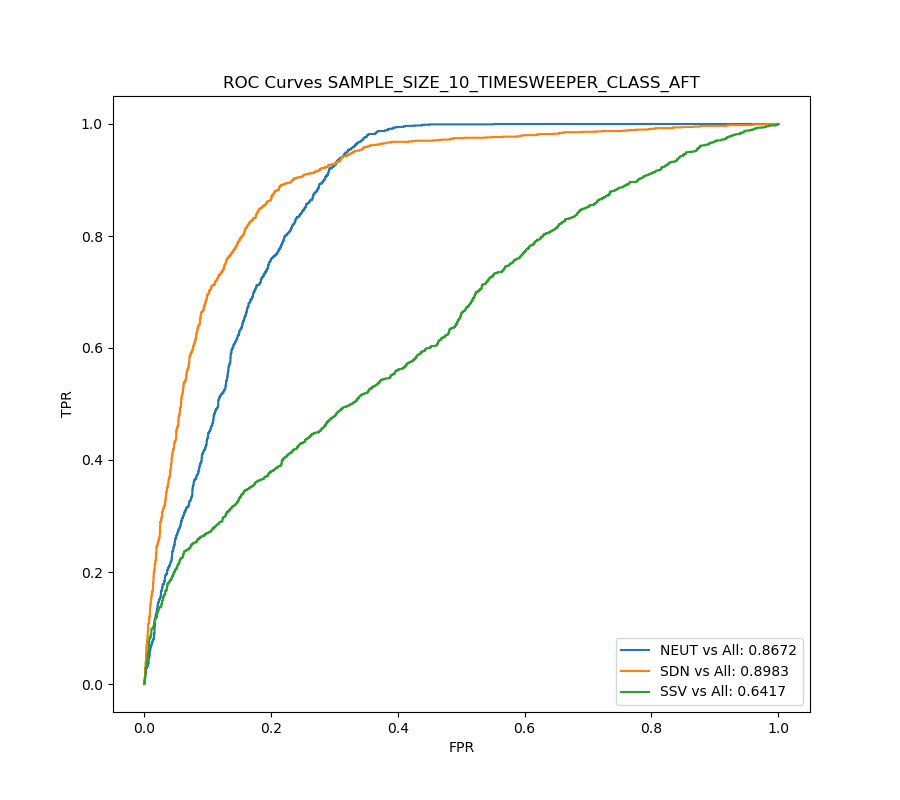 ROC Curves SAMPLE_SIZE_10_TIMESWEEPER_CLASS_AFT
1.0
0.8
0.6
0.4
0.2
0.0
TPR
NEUT vs All: 0.8672
SDN vs All: 0.8983
SSV vs All: 0.6417
0.0 0.2 0.4 0.6 0.8 1.0
FPR